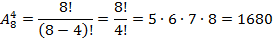 A₈⁴ = 8!/(8 − 4)! = 8!/4! = 5 · 6 · 7 · 8 = 1680